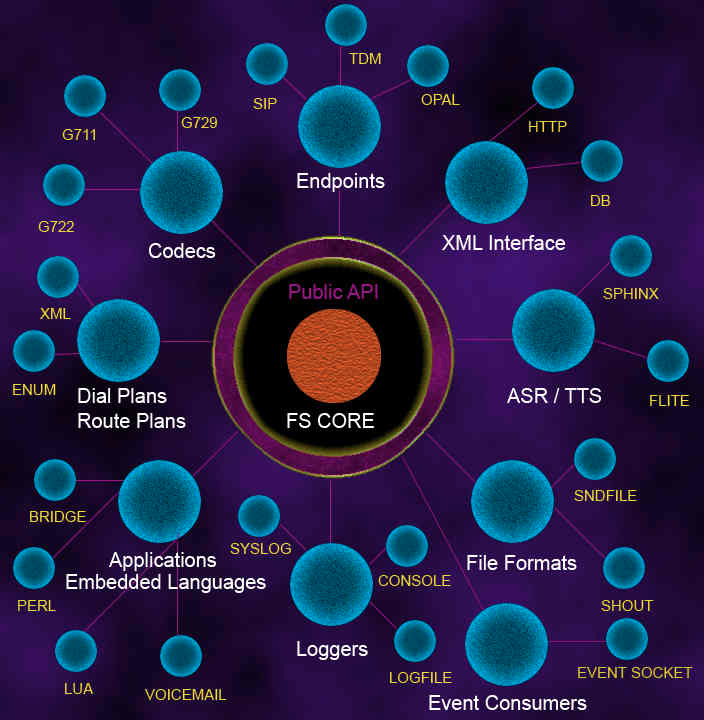 TDM
SIP
OPAL
Endpoints
G711
G729
G722
Codecs
HTTP
DB
XML Interface
XML
ENUM
Dial Plans
Route Plans
Public API
FS CORE
SPHINX
FLITE
ASR / TTS
BRIDGE
PERL
LUA
VOICEMAIL
Applications
Embedded Languages
SYSLOG
CONSOLE
LOGFILE
Loggers
SNDFILE
SHOUT
File Formats
EVENT SOCKET
Event Consumers